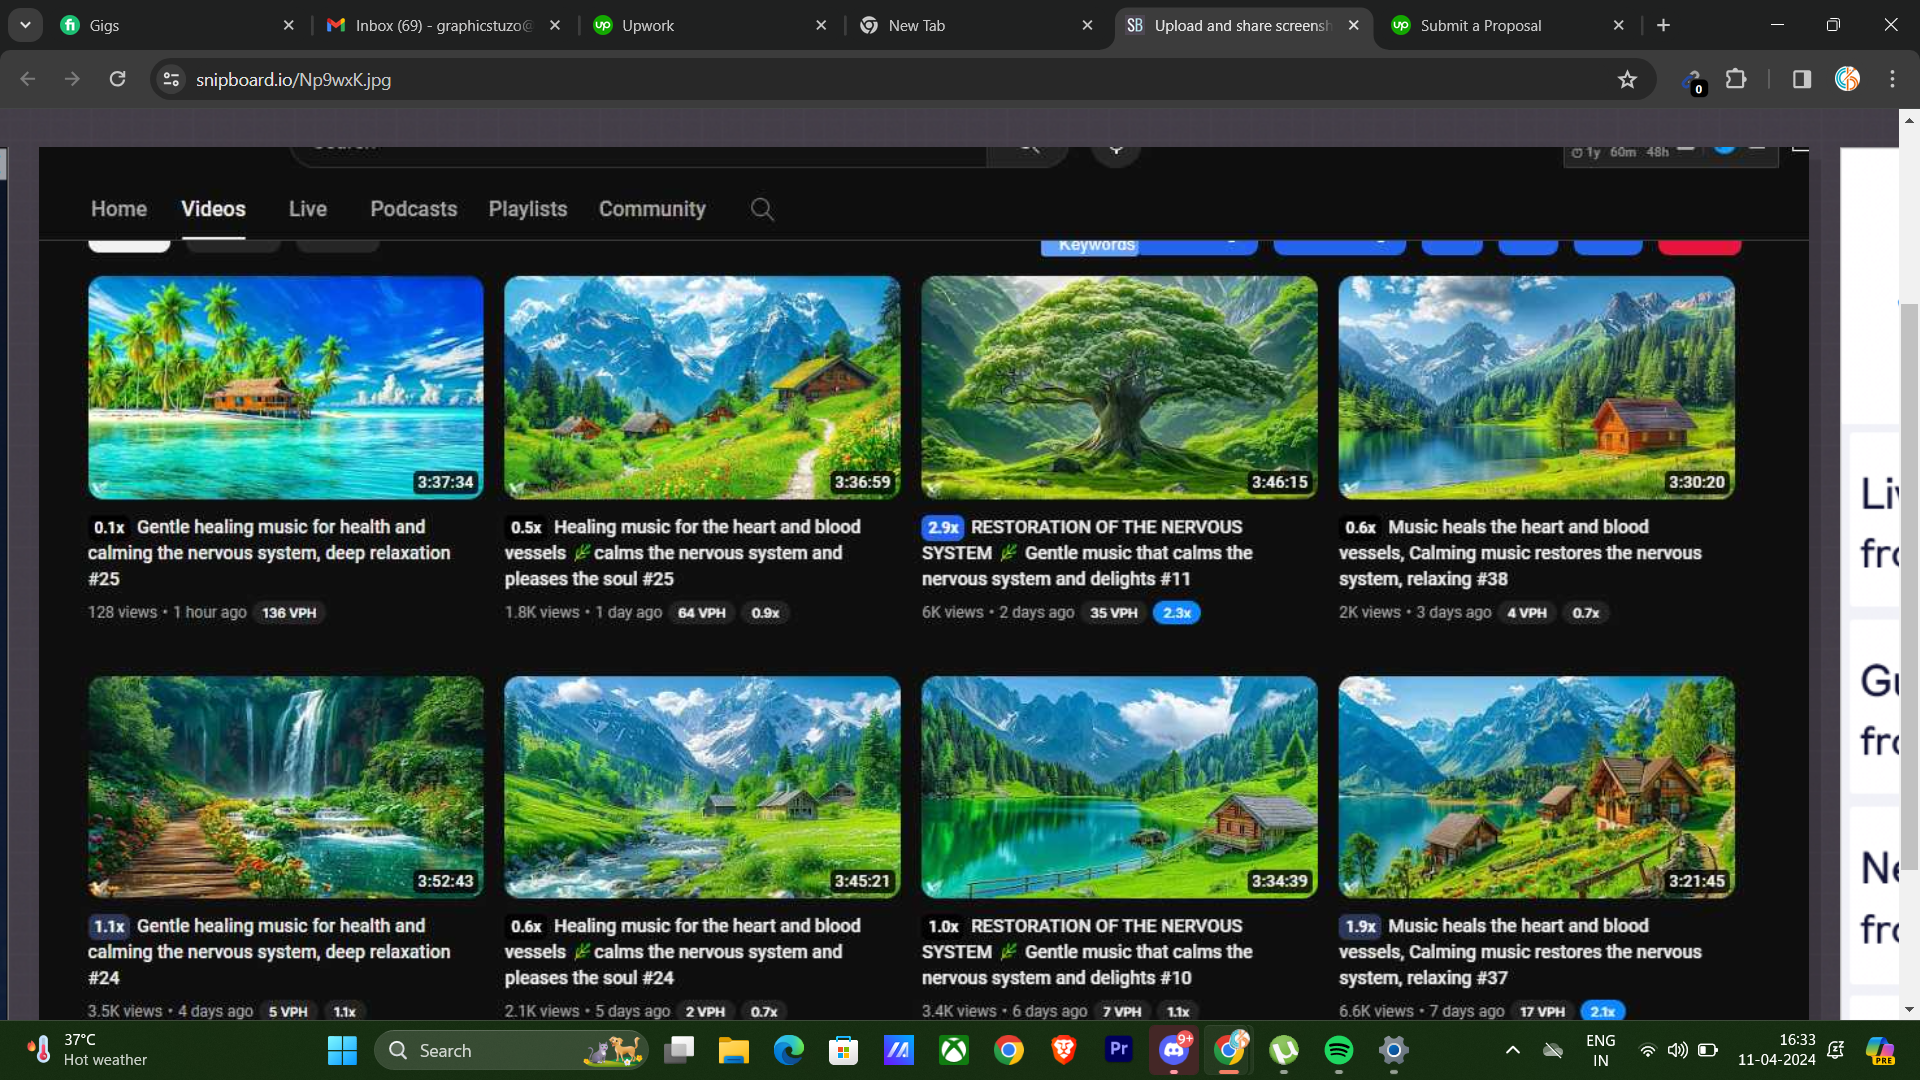 Gigs
Inbox (69) - graphicstuzo@
Upwork
New Tab
SB Upload and share screensh
Submit a Proposal
snipboard.io/Np9wxK.jpg
0
1y 60m 48h
Home Videos Live Podcasts Playlists Community
Keywords
3:37:34
3:36:59
3:46:15
3:30:20
0.1x Gentle healing music for health and
calming the nervous system, deep relaxation
#25
128 views • 1 hour ago 136 VPH
0.5x Healing music for the heart and blood
vessels 🌿 calms the nervous system and
pleases the soul #25
1.8K views • 1 day ago 64 VPH 0.9x
2.9x RESTORATION OF THE NERVOUS
SYSTEM 🌿 Gentle music that calms the
nervous system and delights #11
6K views • 2 days ago 35 VPH 2.3x
0.6x Music heals the heart and blood
vessels, Calming music restores the nervous
system, relaxing #38
2K views • 3 days ago 4 VPH 0.7x
3:52:43
3:45:21
3:34:39
3:21:45
1.1x Gentle healing music for health and
calming the nervous system, deep relaxation
#24
3.5K views • 4 days ago 5 VPH 1.1x
0.6x Healing music for the heart and blood
vessels 🌿 calms the nervous system and
pleases the soul #24
2.1K views • 5 days ago 2 VPH 0.7x
1.0x RESTORATION OF THE NERVOUS
SYSTEM 🌿 Gentle music that calms the
nervous system and delights #10
3.4K views • 6 days ago 7 VPH 1.1x
1.9x Music heals the heart and blood
vessels, Calming music restores the nervous
system, relaxing #37
6.6K views • 7 days ago 17 VPH 2.1x
37°C
Hot weather
Search
Pr
9+
ENG
IN
16:33
11-04-2024
PRE